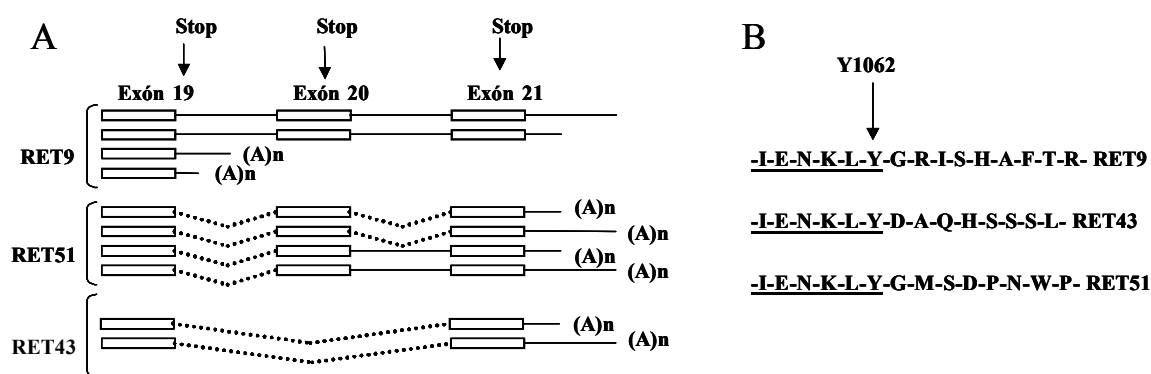 A
Stop
Stop
Stop
Exón 19
Exón 20
Exón 21
RET9
(A)n
(A)n
RET51
(A)n
(A)n
(A)n
(A)n
RET43
(A)n
(A)n
B
Y1062
-I-E-N-K-L-Y-G-R-I-S-H-A-F-T-R- RET9
-I-E-N-K-L-Y-D-A-Q-H-S-S-S-L- RET43
-I-E-N-K-L-Y-G-M-S-D-P-N-W-P- RET51